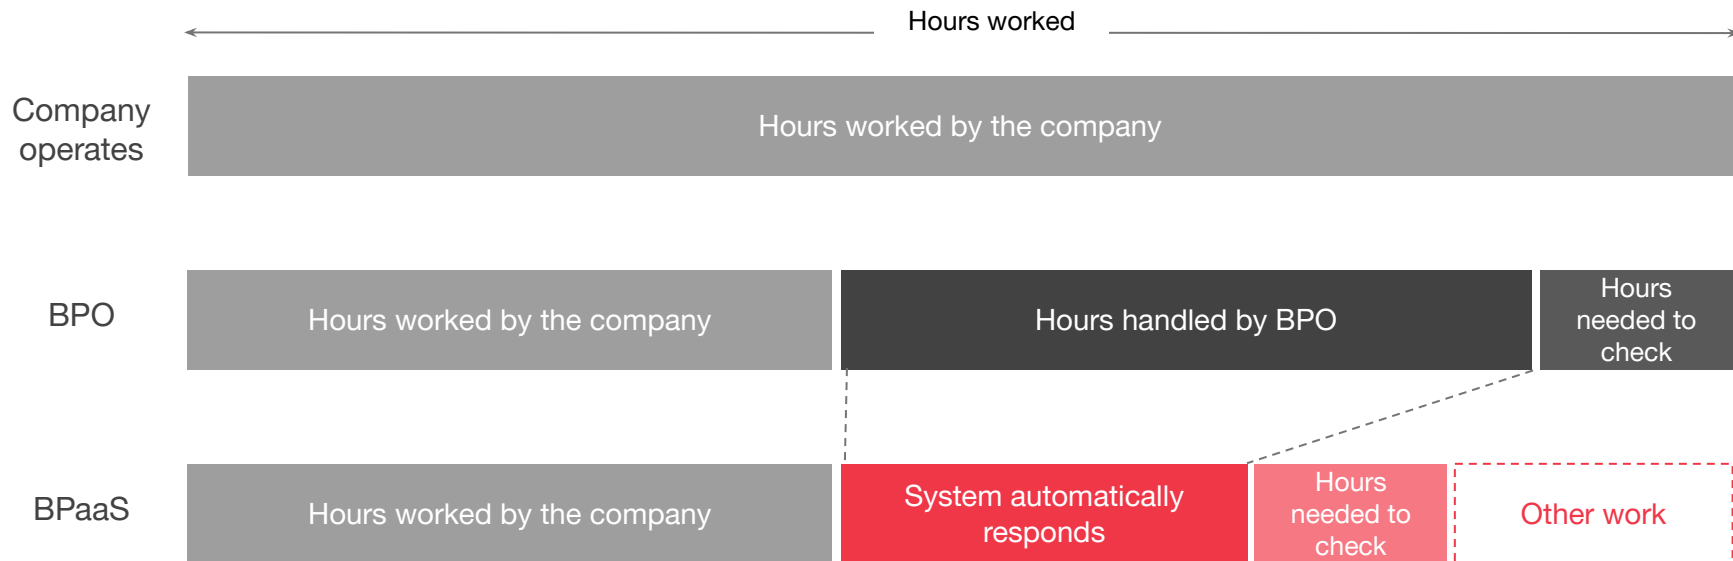 Hours worked
Company
operates
Hours worked by the company
BPO
Hours worked by the company
Hours handled by BPO
Hours
needed to
check
BPaaS
Hours worked by the company
System automatically
responds
Hours
needed to
check
Other work